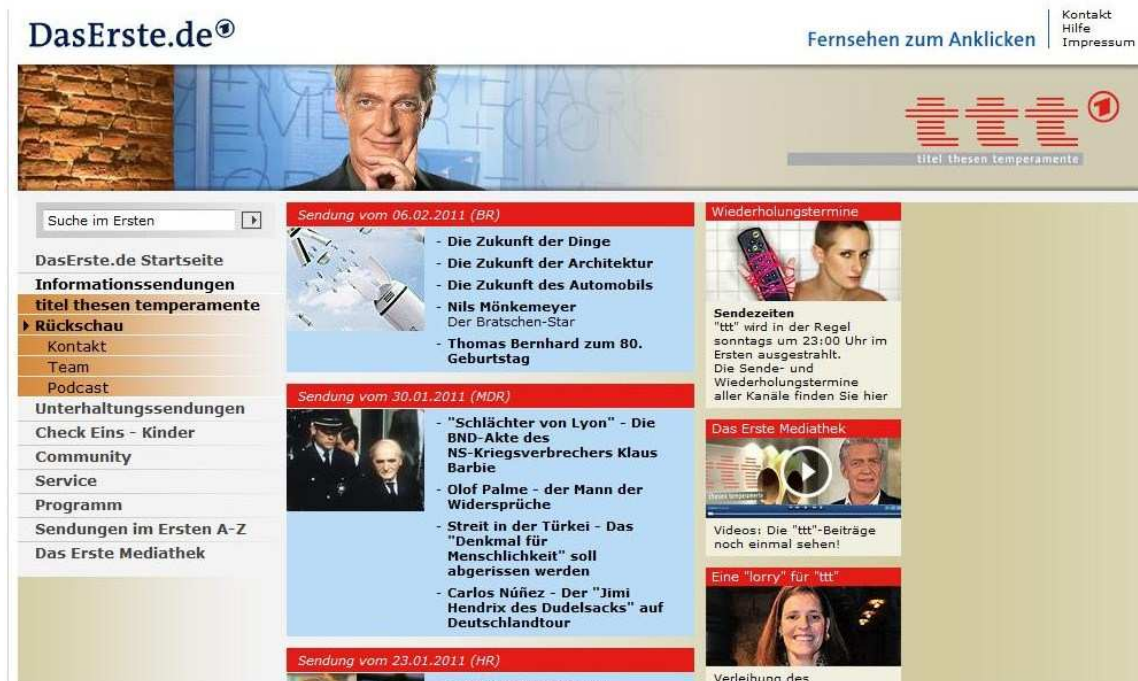 DasErste.de
Fernsehen zum Anklicken
Kontakt
Hilfe
Impressum
ttt
titel thesen temperamente
Suche im Ersten
DasErste.de Startseite
Informationssendungen
titel thesen temperamente
Rückschau
Kontakt
Team
Podcast
Unterhaltungssendungen
Check Eins - Kinder
Community
Service
Programm
Sendungen im Ersten A-Z
Das Erste Mediathek
Sendung vom 06.02.2011 (BR)
- Die Zukunft der Dinge
- Die Zukunft der Architektur
- Die Zukunft des Automobils
- Nils Mönkemeyer
Der Bratschen-Star
- Thomas Bernhard zum 80.
Geburtstag
Sendung vom 30.01.2011 (MDR)
- "Schlächter von Lyon" - Die
BND-Akte des
NS-Kriegsverbrechers Klaus
Barbie
- Olof Palme - der Mann der
Widersprüche
- Streit in der Türkei - Das
"Denkmal für
Menschlichkeit" soll
abgerissen werden
- Carlos Núñez - Der "Jimi
Hendrix des Dudelsacks" auf
Deutschlandtour
Sendung vom 23.01.2011 (HR)
Wiederholungstermine
Sendezeiten
"ttt" wird in der Regel
sonntags um 23:00 Uhr im
Ersten ausgestrahlt.
Die Sende- und
Wiederholungstermine
aller Kanäle finden Sie hier
Das Erste Mediathek
Videos: Die "ttt"-Beiträge
noch einmal sehen!
Eine "lorry" für "ttt"
Verleihung des